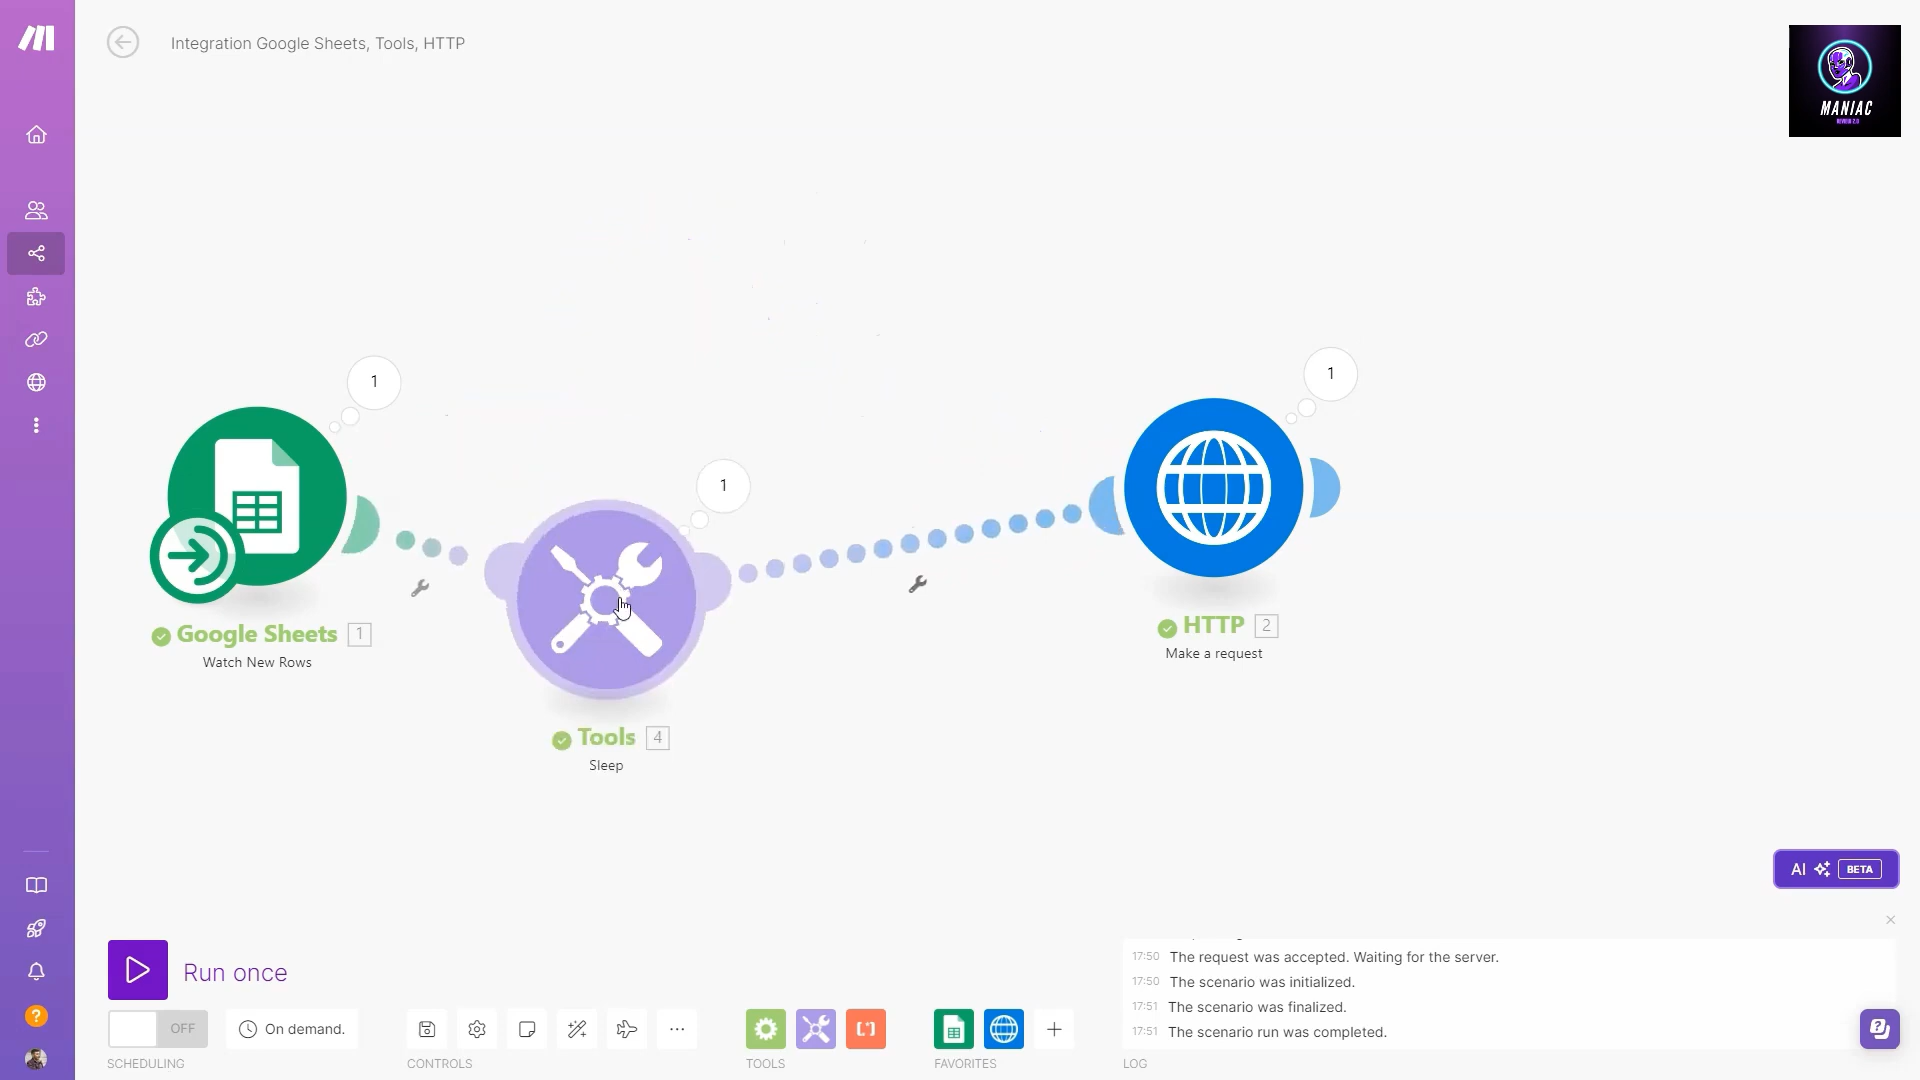 Integration Google Sheets, Tools, HTTP
MANIAC
REVIEW 2.0
1
1
1
Google Sheets 1
Watch New Rows
HTTP 2
Make a request
Tools 4
Sleep
AI BETA
Run once
17:50 The request was accepted. Waiting for the server.
17:50 The scenario was initialized.
17:51 The scenario was finalized.
17:51 The scenario run was completed.
OFF
On demand.
SCHEDULING
CONTROLS
TOOLS
FAVORITES
LOG